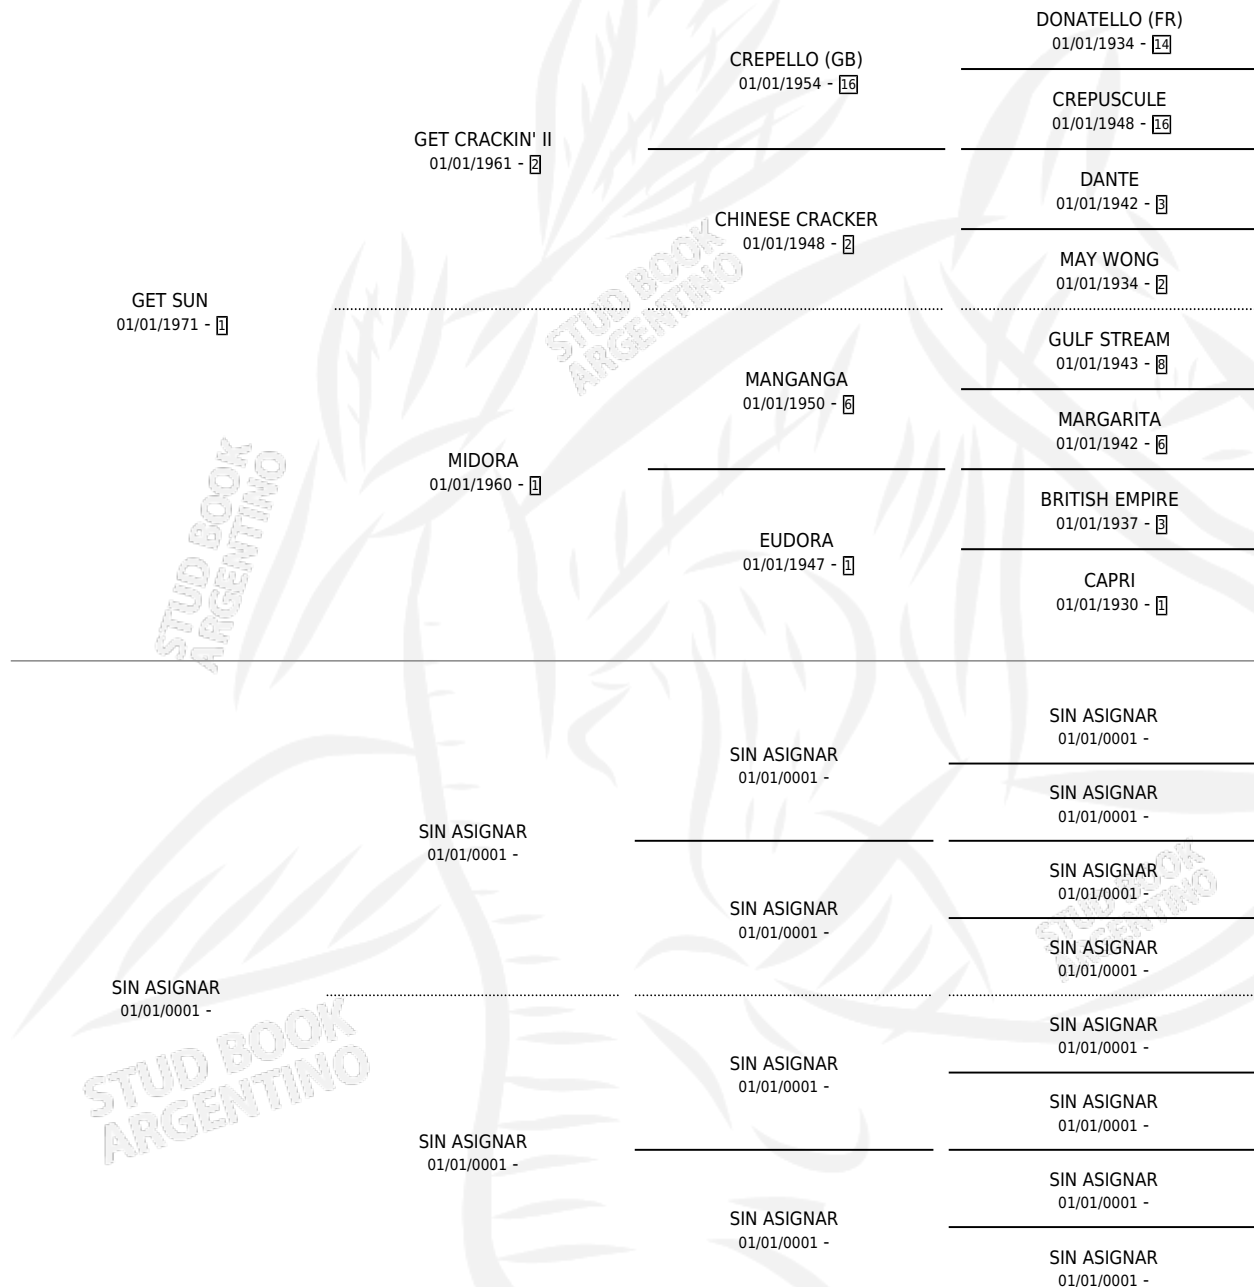 DONATELLO (FR)
01/01/1934 - 14
CREPELLO (GB)
01/01/1954 - 16
CREPUSCULE
01/01/1948 - 16
GET CRACKIN' II
01/01/1961 - 2
DANTE
01/01/1942 - 3
CHINESE CRACKER
01/01/1948 - 2
MAY WONG
01/01/1934 - 2
GET SUN
01/01/1971 - 1
GULF STREAM
01/01/1943 - 8
MANGANGA
01/01/1950 - 6
MARGARITA
01/01/1942 - 6
MIDORA
01/01/1960 - 1
BRITISH EMPIRE
01/01/1937 - 3
EUDORA
01/01/1947 - 1
CAPRI
01/01/1930 - 1
STUD BOOK
ARGENTINO
STUD BOOK
ARGENTINO
SIN ASIGNAR
01/01/0001 -
SIN ASIGNAR
01/01/0001 -
SIN ASIGNAR
01/01/0001 -
SIN ASIGNAR
01/01/0001 -
SIN ASIGNAR
01/01/0001 -
SIN ASIGNAR
01/01/0001 -
SIN ASIGNAR
01/01/0001 -
SIN ASIGNAR
01/01/0001 -
SIN ASIGNAR
01/01/0001 -
SIN ASIGNAR
01/01/0001 -
SIN ASIGNAR
01/01/0001 -
SIN ASIGNAR
01/01/0001 -
SIN ASIGNAR
01/01/0001 -
SIN ASIGNAR
01/01/0001 -
SIN ASIGNAR
01/01/0001 -
STUD BOOK
ARGENTINO
STUD BOOK
ARGENTINO